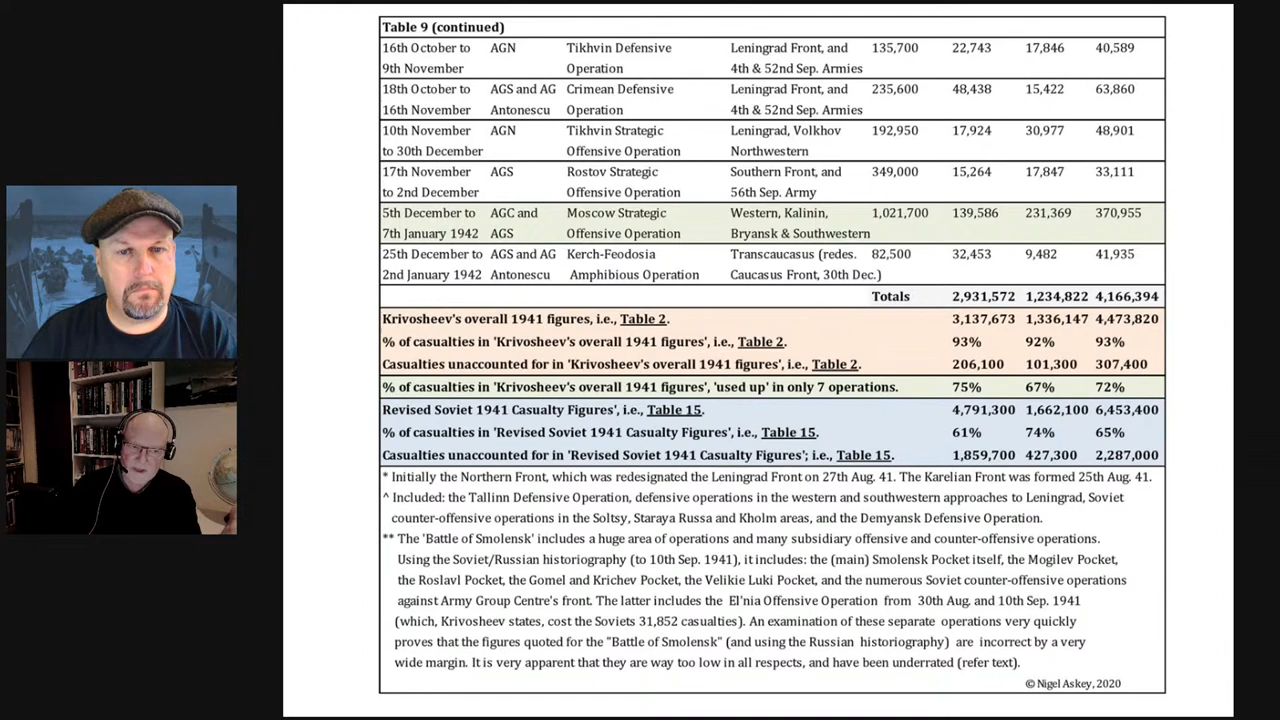 Table 9 (continued)
16th October to AGN Tikhvin Defensive Leningrad Front, and 135,700 22,743 17,846 40,589
9th November Operation 4th & 52nd Sep. Armies
18th October to AGS and AG Crimean Defensive Leningrad Front, and 235,600 48,438 15,422 63,860
16th November Antonescu Operation 4th & 52nd Sep. Armies
10th November AGN Tikhvin Strategic Leningrad, Volkhov 192,950 17,924 30,977 48,901
to 30th December Offensive Operation Northwestern
17th November AGS Rostov Strategic Southern Front, and 349,000 15,264 17,847 33,111
to 2nd December Offensive Operation 56th Sep. Army
5th December to AGC and Moscow Strategic Western, Kalinin, 1,021,700 139,586 231,369 370,955
7th January 1942 AGS Offensive Operation Bryansk & Southwestern
25th December to AGS and AG Kerch-Feodosia Transcaucasus (redes. 82,500 32,453 9,482 41,935
2nd January 1942 Antonescu Amphibious Operation Caucasus Front, 30th Dec.)
Totals 2,931,572 1,234,822 4,166,394
Krivosheev's overall 1941 figures, i.e., Table 2. 3,137,673 1,336,147 4,473,820
% of casualties in 'Krivosheev's overall 1941 figures', i.e., Table 2. 93% 92% 93%
Casualties unaccounted for in 'Krivosheev's overall 1941 figures', i.e., Table 2. 206,100 101,300 307,400
% of casualties in 'Krivosheev's overall 1941 figures', 'used up' in only 7 operations. 75% 67% 72%
Revised Soviet 1941 Casualty Figures', i.e., Table 15. 4,791,300 1,662,100 6,453,400
% of casualties in 'Revised Soviet 1941 Casualty Figures', i.e., Table 15. 61% 74% 65%
Casualties unaccounted for in 'Revised Soviet 1941 Casualty Figures'; i.e., Table 15. 1,859,700 427,300 2,287,000
* Initially the Northern Front, which was redesignated the Leningrad Front on 27th Aug. 41. The Karelian Front was formed 25th Aug. 41.
^ Included: the Tallinn Defensive Operation, defensive operations in the western and southwestern approaches to Leningrad, Soviet
counter-offensive operations in the Soltsy, Staraya Russa and Kholm areas, and the Demyansk Defensive Operation.
** The 'Battle of Smolensk' includes a huge area of operations and many subsidiary offensive and counter-offensive operations.
Using the Soviet/Russian historiography (to 10th Sep. 1941), it includes: the (main) Smolensk Pocket itself, the Mogilev Pocket,
the Roslavl Pocket, the Gomel and Krichev Pocket, the Velikie Luki Pocket, and the numerous Soviet counter-offensive operations
against Army Group Centre's front. The latter includes the El'nia Offensive Operation from 30th Aug. and 10th Sep. 1941
(which, Krivosheev states, cost the Soviets 31,852 casualties). An examination of these separate operations very quickly
proves that the figures quoted for the "Battle of Smolensk" (and using the Russian historiography) are incorrect by a very
wide margin. It is very apparent that they are way too low in all respects, and have been underrated (refer text).
© Nigel Askey, 2020